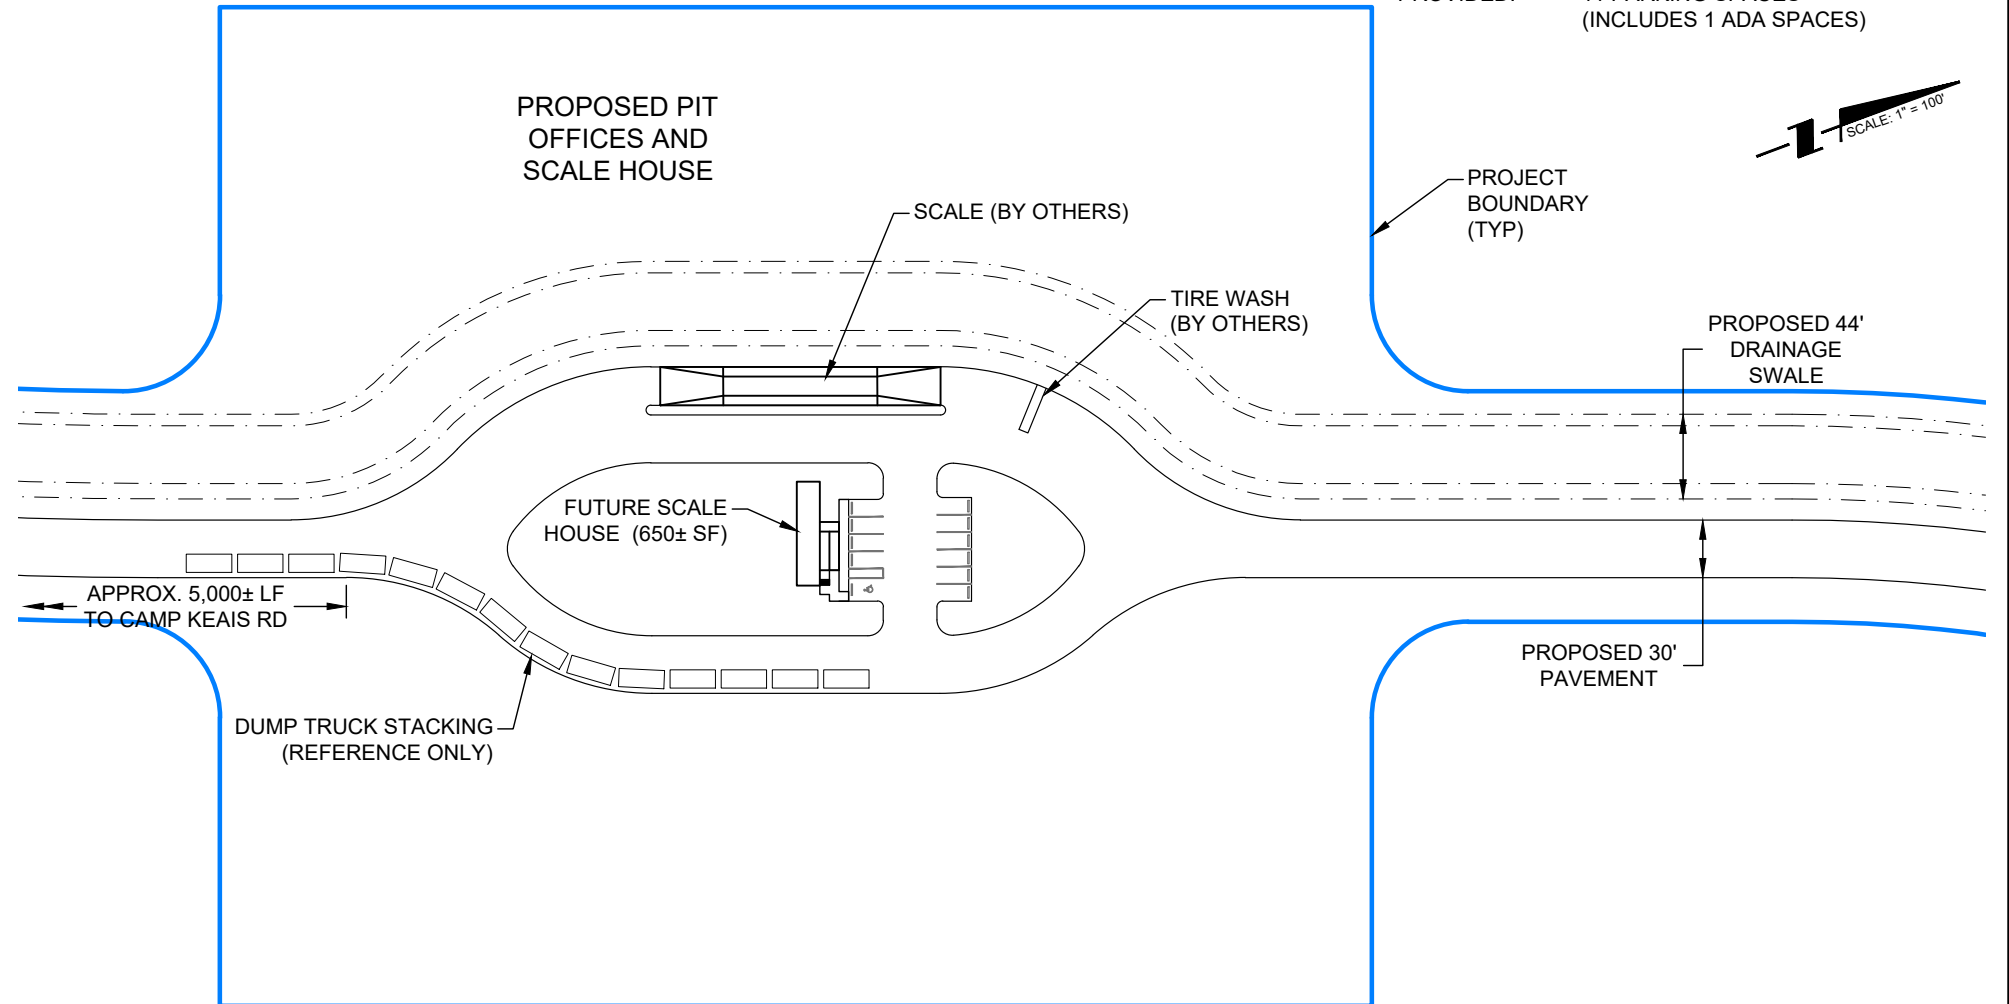 (INCLUDES 1 ADA SPACES)
PROPOSED PIT
OFFICES AND
SCALE HOUSE
SCALE: 1" = 100'
PROJECT
BOUNDARY
(TYP)
SCALE (BY OTHERS)
TIRE WASH
(BY OTHERS)
PROPOSED 44'
DRAINAGE
SWALE
FUTURE SCALE
HOUSE (650± SF)
APPROX. 5,000± LF
TO CAMP KEAIS RD
PROPOSED 30'
PAVEMENT
DUMP TRUCK STACKING
(REFERENCE ONLY)